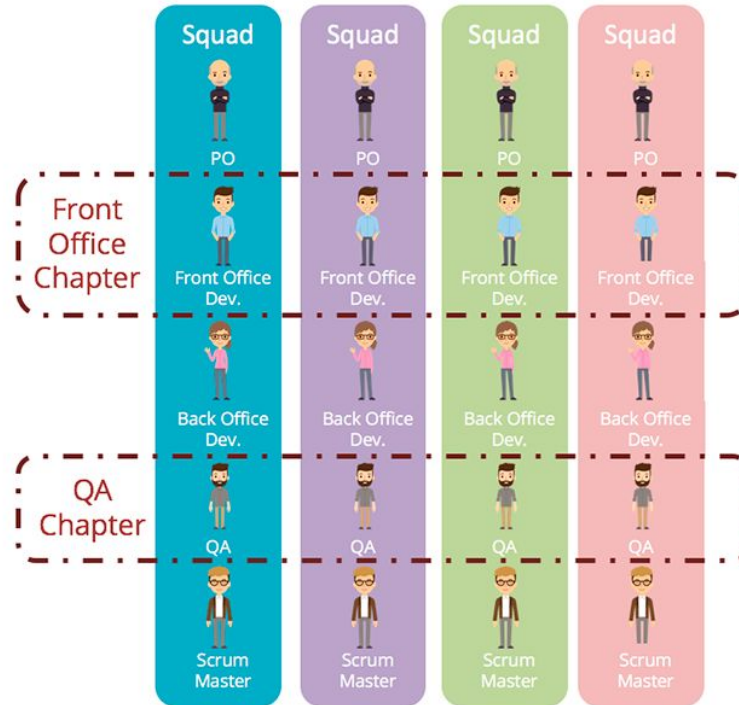 Squad Squad Squad Squad
PO PO PO PO
Front
Office
Chapter
Front Office Front Office Front Office Front Office
Dev. Dev. Dev. Dev.
Back Office Back Office Back Office Back Office
Dev. Dev. Dev. Dev.
QA
Chapter
QA QA QA QA
Scrum Scrum Scrum Scrum
Master Master Master Master